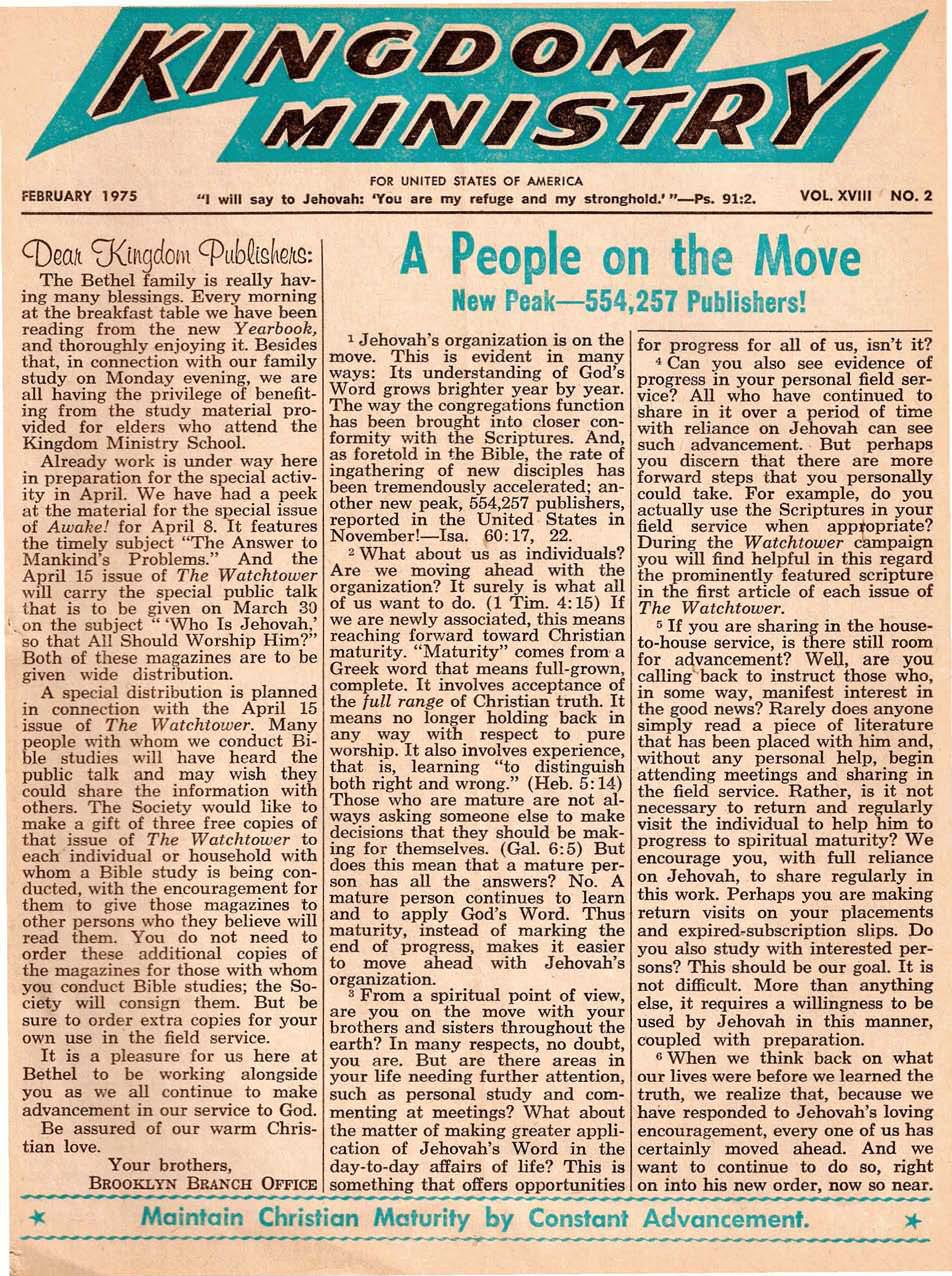 KINGDOM
MINISTRY
FOR UNITED STATES OF AMERICA
FEBRUARY 1975 "I will say to Jehovah: 'You are my refuge and my stronghold.' "—Ps. 91:2. VOL. XVIII NO. 2
Dear Kingdom Publishers:
The Bethel family is really hav-
ing many blessings. Every morning
at the breakfast table we have been
reading from the new Yearbook,
and thoroughly enjoying it. Besides
that, in connection with our family
study on Monday evening, we are
all having the privilege of benefit-
ing from the study material pro-
vided for elders who attend the
Kingdom Ministry School.
Already work is under way here
in preparation for the special activ-
ity in April. We have had a peek
at the material for the special issue
of Awake! for April 8. It features
the timely subject "The Answer to
Mankind's Problems." And the
April 15 issue of The Watchtower
will carry the special public talk
that is to be given on March 30
on the subject " 'Who Is Jehovah,'
so that All Should Worship Him?"
Both of these magazines are to be
given wide distribution.
A special distribution is planned
in connection with the April 15
issue of The Watchtower. Many
people with whom we conduct Bi-
ble studies will have heard the
public talk and may wish they
could share the information with
others. The Society would like to
make a gift of three free copies of
that issue of The Watchtower to
each individual or household with
whom a Bible study is being con-
ducted, with the encouragement for
them to give those magazines to
other persons who they believe will
read them. You do not need to
order these additional copies of
the magazines for those with whom
you conduct Bible studies; the So-
ciety will consign them. But be
sure to order extra copies for your
own use in the field service.
It is a pleasure for us here at
Bethel to be working alongside
you as we all continue to make
advancement in our service to God.
Be assured of our warm Chris-
tian love.
Your brothers,
BROOKLYN BRANCH OFFICE
A People on the Move
New Peak—554,257 Publishers!
1 Jehovah's organization is on the
move. This is evident in many
ways: Its understanding of God's
Word grows brighter year by year.
The way the congregations function
has been brought into closer con-
formity with the Scriptures. And,
as foretold in the Bible, the rate of
ingathering of new disciples has
been tremendously accelerated; an-
other new peak, 554,257 publishers,
reported in the United States in
November!—Isa. 60:17, 22.
2 What about us as individuals?
Are we moving ahead with the
organization? It surely is what all
of us want to do. (1 Tim. 4:15) If
we are newly associated, this means
reaching forward toward Christian
maturity. "Maturity" comes from a
Greek word that means full-grown,
complete. It involves acceptance of
the full range of Christian truth. It
means no longer holding back in
any way with respect to pure
worship. It also involves experience,
that is, learning "to distinguish
both right and wrong." (Heb. 5:14)
Those who are mature are not al-
ways asking someone else to make
decisions that they should be mak-
ing for themselves. (Gal. 6:5) But
does this mean that a mature per-
son has all the answers? No. A
mature person continues to learn
and to apply God's Word. Thus
maturity, instead of marking the
end of progress, makes it easier
to move ahead with Jehovah's
organization.
3 From a spiritual point of view,
are you on the move with your
brothers and sisters throughout the
earth? In many respects, no doubt,
you are. But are there areas in
your life needing further attention,
such as personal study and com-
menting at meetings? What about
the matter of making greater appli-
cation of Jehovah's Word in the
day-to-day affairs of life? This is
something that offers opportunities
for progress for all of us, isn't it?
4 Can you also see evidence of
progress in your personal field ser-
vice? All who have continued to
share in it over a period of time
with reliance on Jehovah can see
such advancement. But perhaps
you discern that there are more
forward steps that you personally
could take. For example, do you
actually use the Scriptures in your
field service when appropriate?
During the Watchtower campaign
you will find helpful in this regard
the prominently featured scripture
in the first article of each issue of
The Watchtower.
5 If you are sharing in the house-
to-house service, is there still room
for advancement? Well, are you
calling back to instruct those who,
in some way, manifest interest in
the good news? Rarely does anyone
simply read a piece of literature
that has been placed with him and,
without any personal help, begin
attending meetings and sharing in
the field service. Rather, is it not
necessary to return and regularly
visit the individual to help him to
progress to spiritual maturity? We
encourage you, with full reliance
on Jehovah, to share regularly in
this work. Perhaps you are making
return visits on your placements
and expired-subscription slips. Do
you also study with interested per-
sons? This should be our goal. It is
not difficult. More than anything
else, it requires a willingness to be
used by Jehovah in this manner,
coupled with preparation.
6 When we think back on what
our lives were before we learned the
truth, we realize that, because we
have responded to Jehovah's loving
encouragement, every one of us has
certainly moved ahead. And we
want to continue to do so, right
on into his new order, now so near.
Maintain Christian Maturity by Constant Advancement.